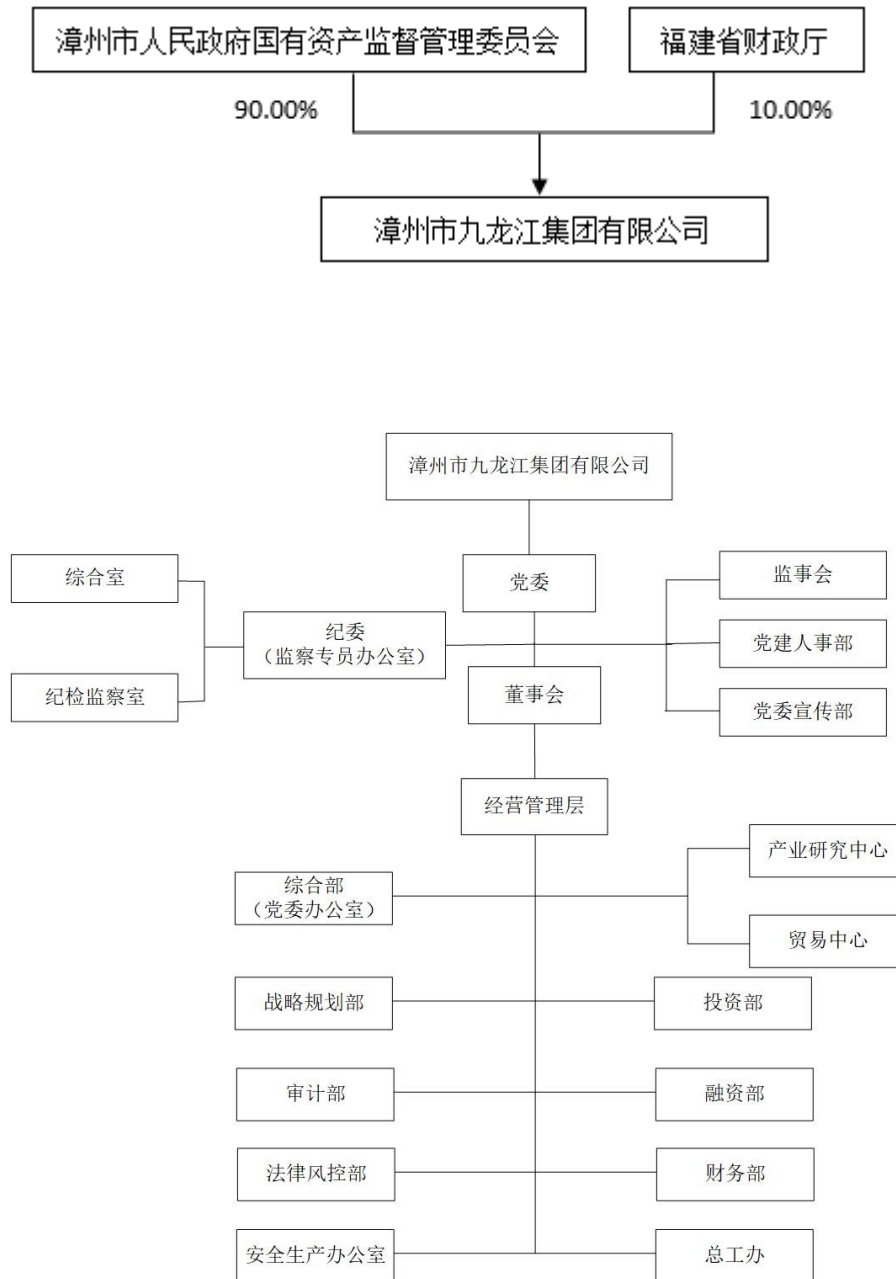 漳州市人民政府国有资产监督管理委员会
福建省财政厅
90.00%
10.00%
漳州市九龙江集团有限公司
漳州市九龙江集团有限公司
综合室
党委
监事会
纪委
（监察专员办公室）
党建人事部
纪检监察室
董事会
党委宣传部
经营管理层
产业研究中心
综合部
（党委办公室）
贸易中心
战略规划部
投资部
审计部
融资部
法律风控部
财务部
安全生产办公室
总工办